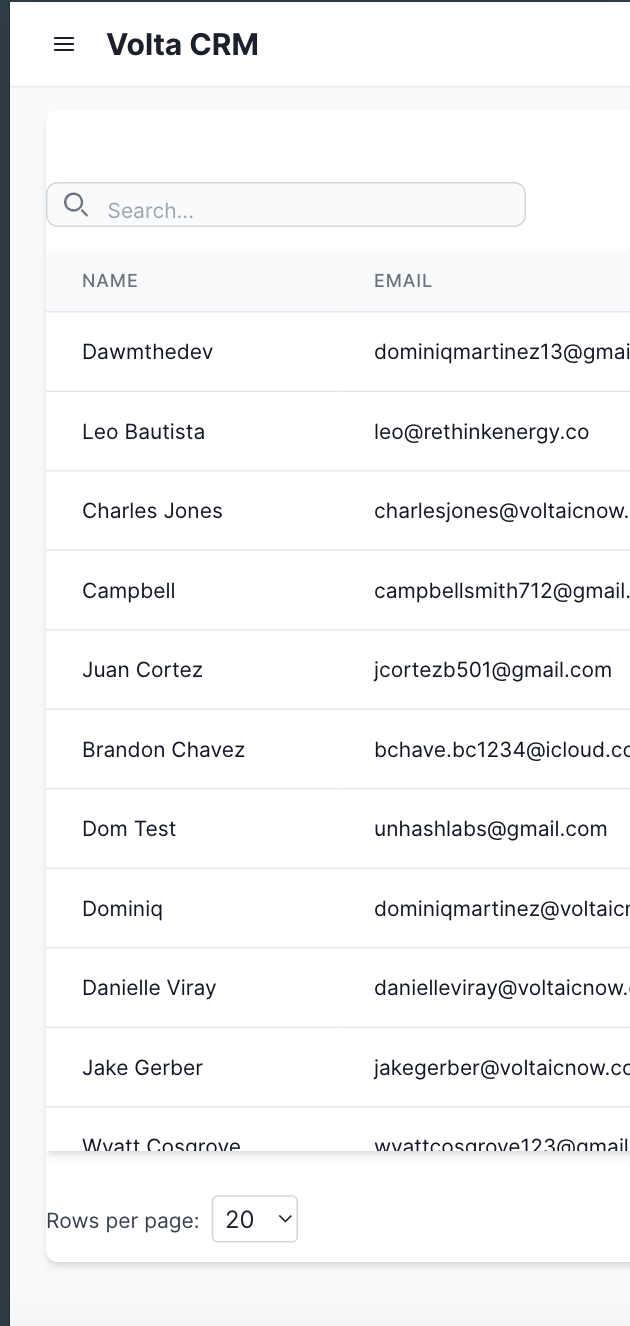 Volta CRM
Search...
NAME EMAIL
Dawmthedev dominiqmartinez13@gmai
Leo Bautista leo@rethinkenergy.co
Charles Jones charlesjones@voltaicnow.
Campbell campbellsmith712@gmail.
Juan Cortez jcortezb501@gmail.com
Brandon Chavez bchave.bc1234@icloud.co
Dom Test unhashlabs@gmail.com
Dominiq dominiqmartinez@voltaicn
Danielle Viray danielleviray@voltaicnow.
Jake Gerber jakegerber@voltaicnow.co
Wyatt Cosgrove wyattcosgrove123@gmail
Rows per page: 20